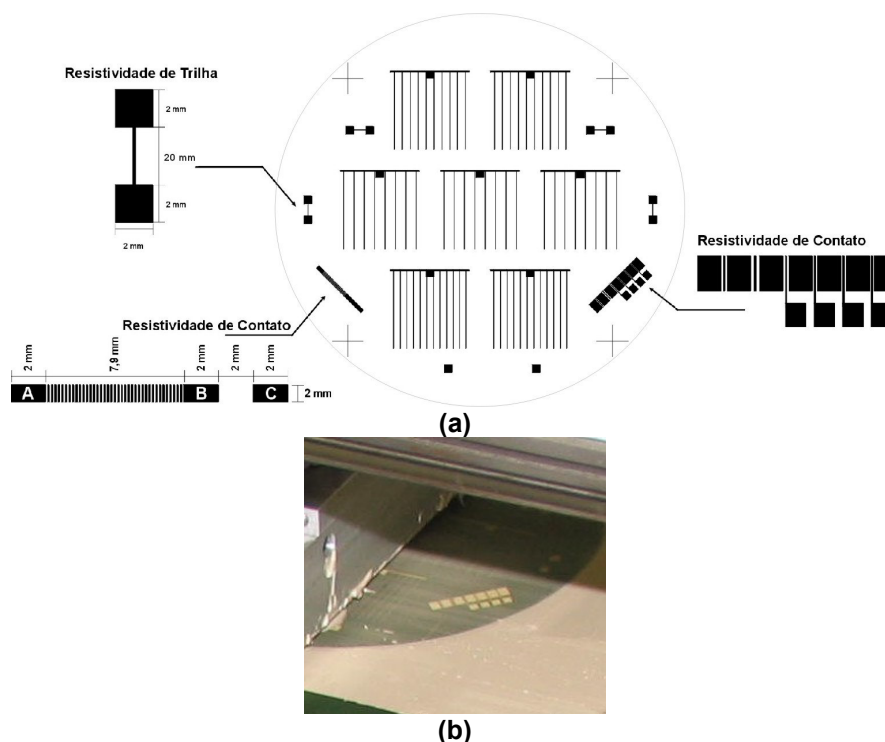 Resistividade de Trilha
2 mm
20 mm
2 mm
2 mm
Resistividade de Contato
Resistividade de Contato
2 mm
7,9 mm
2 mm
2 mm
2 mm
A
B
C
2 mm
(a)
(b)